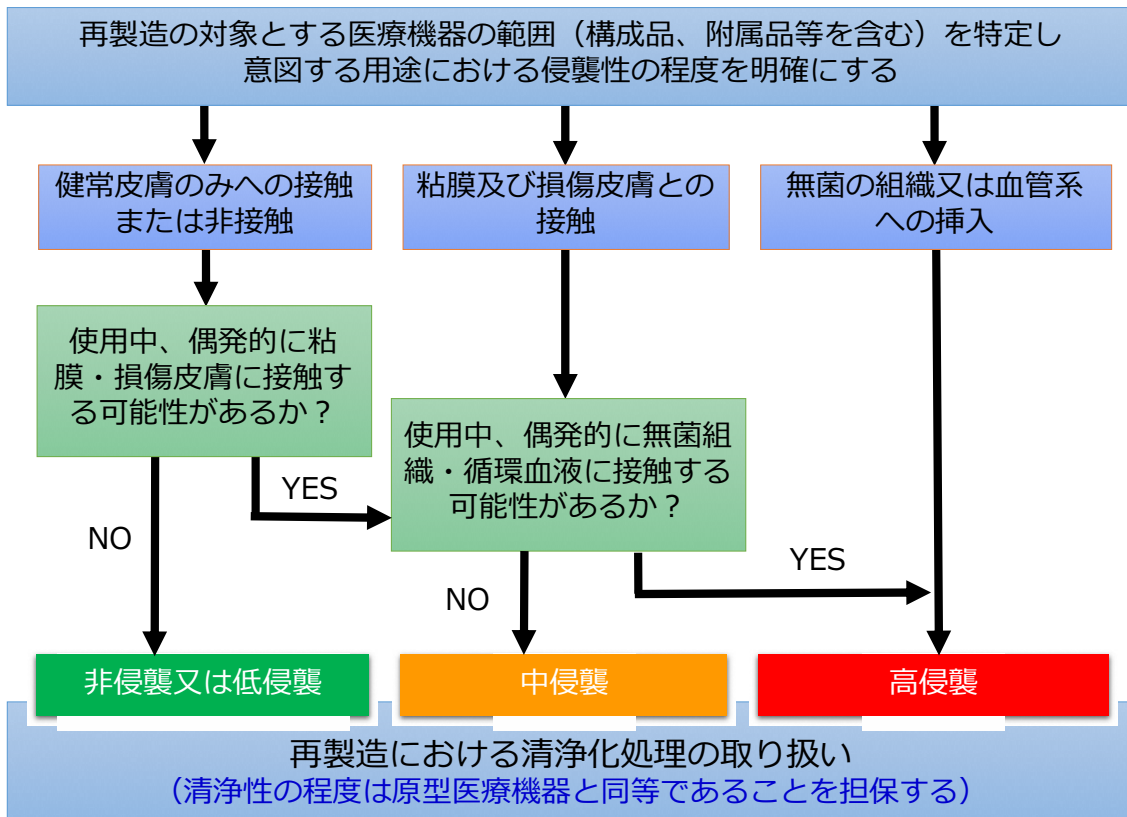 再製造の対象とする医療機器の範囲（構成品、附属品等を含む）を特定し
意図する用途における侵襲性の程度を明確にする
健常皮膚のみへの接触
または非接触
粘膜及び損傷皮膚との
接触
無菌の組織又は血管系
への挿入
使用中、偶発的に粘
膜・損傷皮膚に接触す
る可能性があるか？
使用中、偶発的に無菌組
織・循環血液に接触する
可能性があるか？
YES
NO
YES
NO
非侵襲又は低侵襲
中侵襲
高侵襲
再製造における清浄化処理の取り扱い
（清浄性の程度は原型医療機器と同等であることを担保する）